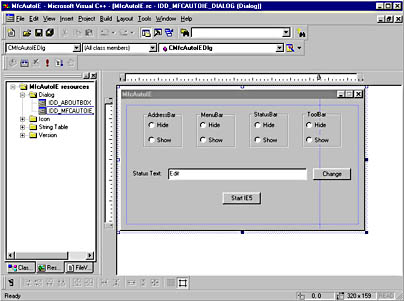 MfcAutoIE - Microsoft Visual C++ - [MfcAutoIE.rc - IDD_MFCAUTOIE_DIALOG (Dialog)]
File Edit View Insert Project Build Layout Tools Window Help
CMfcAutoIEDlg (All class members) CMfcAutoIEDlg
MfcAutoIE resources
Dialog
IDD_ABOUTBOX
IDD_MFCAUTOIE_
Icon
String Table
Version
Clas...
Res...
FileV...
MfcAutoIE
AddressBar MenuBar StatusBar ToolBar
Hide Hide Hide Hide
Show Show Show Show
Status Text: Edit Change
Start IE5
Ready 0, 0 320 x 159 READ